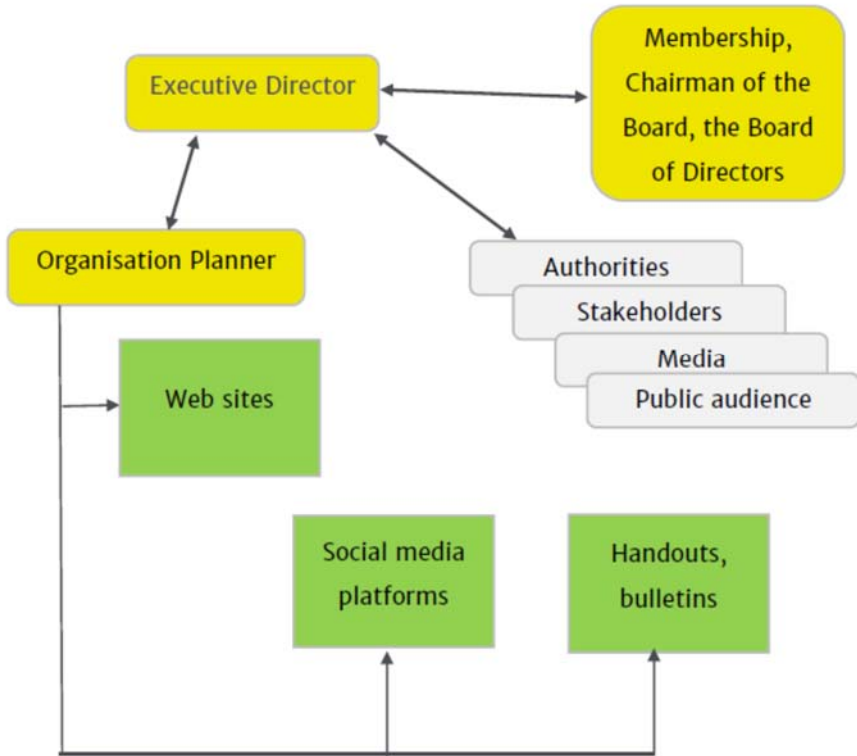 Membership,
Chairman of the
Board, the Board
of Directors
Executive Director
Organisation Planner
Authorities
Stakeholders
Media
Public audience
Web sites
Social media
platforms
Handouts,
bulletins